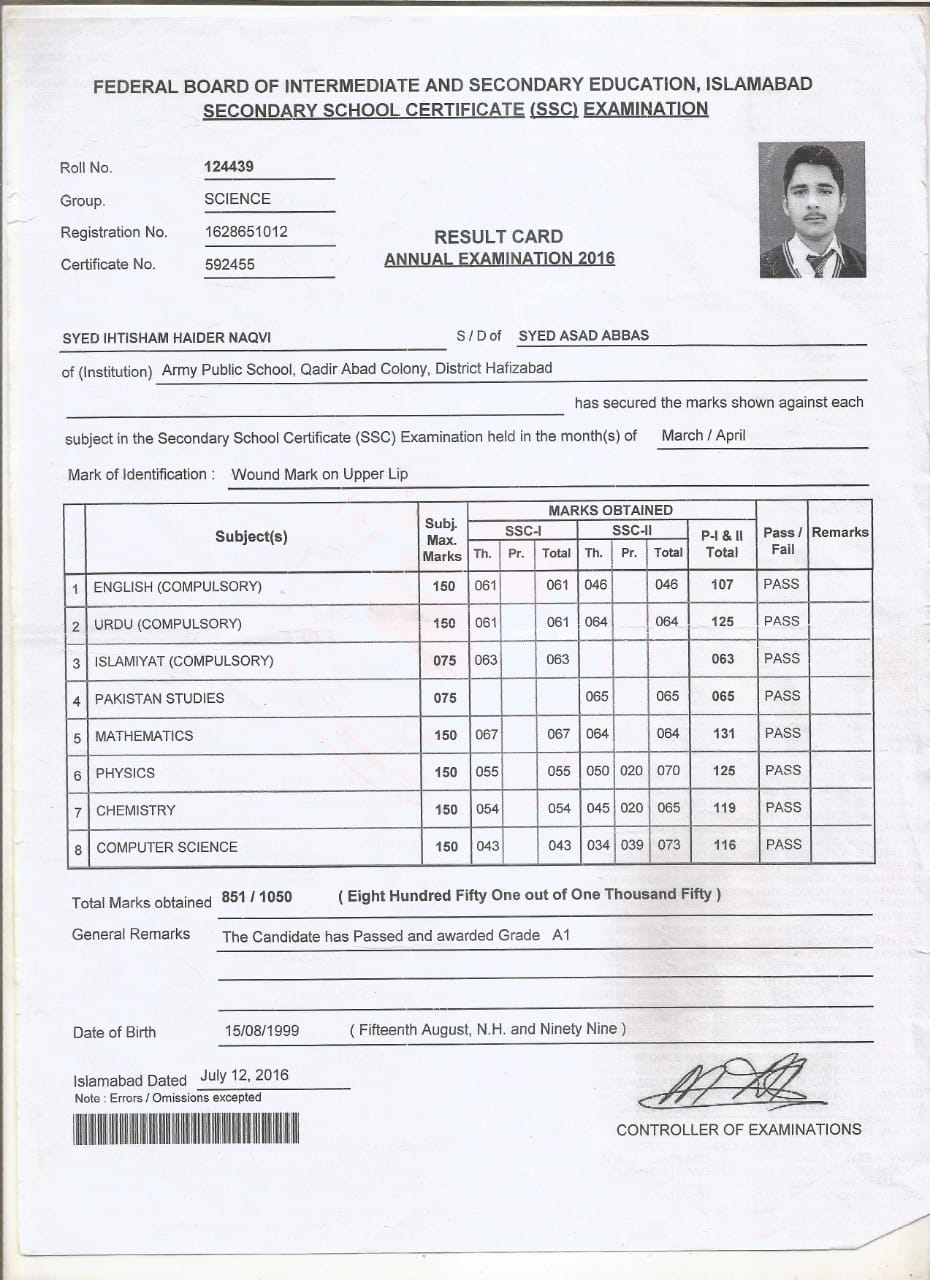 FEDERAL BOARD OF INTERMEDIATE AND SECONDARY EDUCATION, ISLAMABAD
SECONDARY SCHOOL CERTIFICATE (SSC) EXAMINATION
Roll No. 124439
Group. SCIENCE
Registration No. 1628651012
Certificate No. 592455
RESULT CARD
ANNUAL EXAMINATION 2016
SYED IHTISHAM HAIDER NAQVI S / D of SYED ASAD ABBAS
of (Institution) Army Public School, Qadir Abad Colony, District Hafizabad
has secured the marks shown against each
subject in the Secondary School Certificate (SSC) Examination held in the month(s) of March / April
Mark of Identification : Wound Mark on Upper Lip
Subject(s) Subj. Max. Marks MARKS OBTAINED Pass / Fail Remarks
SSC-I SSC-II P-I & II Total
Th. Pr. Total Th. Pr. Total
1 ENGLISH (COMPULSORY) 150 061 061 046 046 107 PASS
2 URDU (COMPULSORY) 150 061 061 064 064 125 PASS
3 ISLAMIYAT (COMPULSORY) 075 063 063 063 PASS
4 PAKISTAN STUDIES 075 065 065 065 PASS
5 MATHEMATICS 150 067 067 064 064 131 PASS
6 PHYSICS 150 055 055 050 020 070 125 PASS
7 CHEMISTRY 150 054 054 045 020 065 119 PASS
8 COMPUTER SCIENCE 150 043 043 034 039 073 116 PASS
Total Marks obtained 851 / 1050 ( Eight Hundred Fifty One out of One Thousand Fifty )
General Remarks The Candidate has Passed and awarded Grade A1
Date of Birth 15/08/1999 ( Fifteenth August, N.H. and Ninety Nine )
Islamabad Dated July 12, 2016
Note : Errors / Omissions excepted
CONTROLLER OF EXAMINATIONS